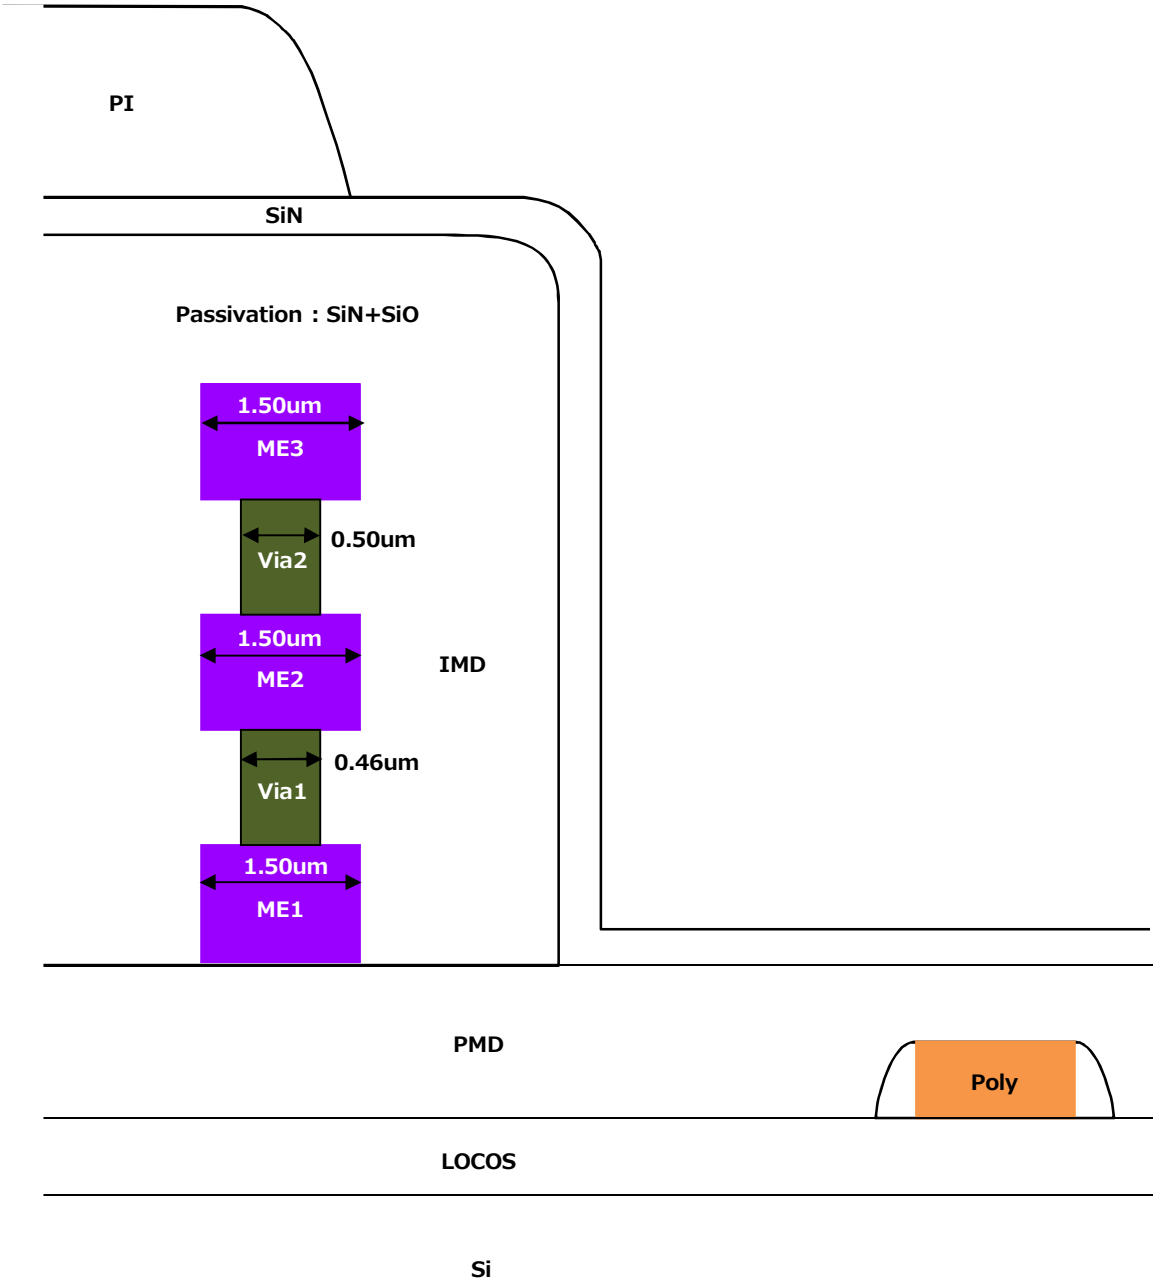 PI
SiN
Passivation : SiN+SiO
1.50um
ME3
0.50um
Via2
1.50um
ME2
IMD
0.46um
Via1
1.50um
ME1
PMD
Poly
LOCOS
Si